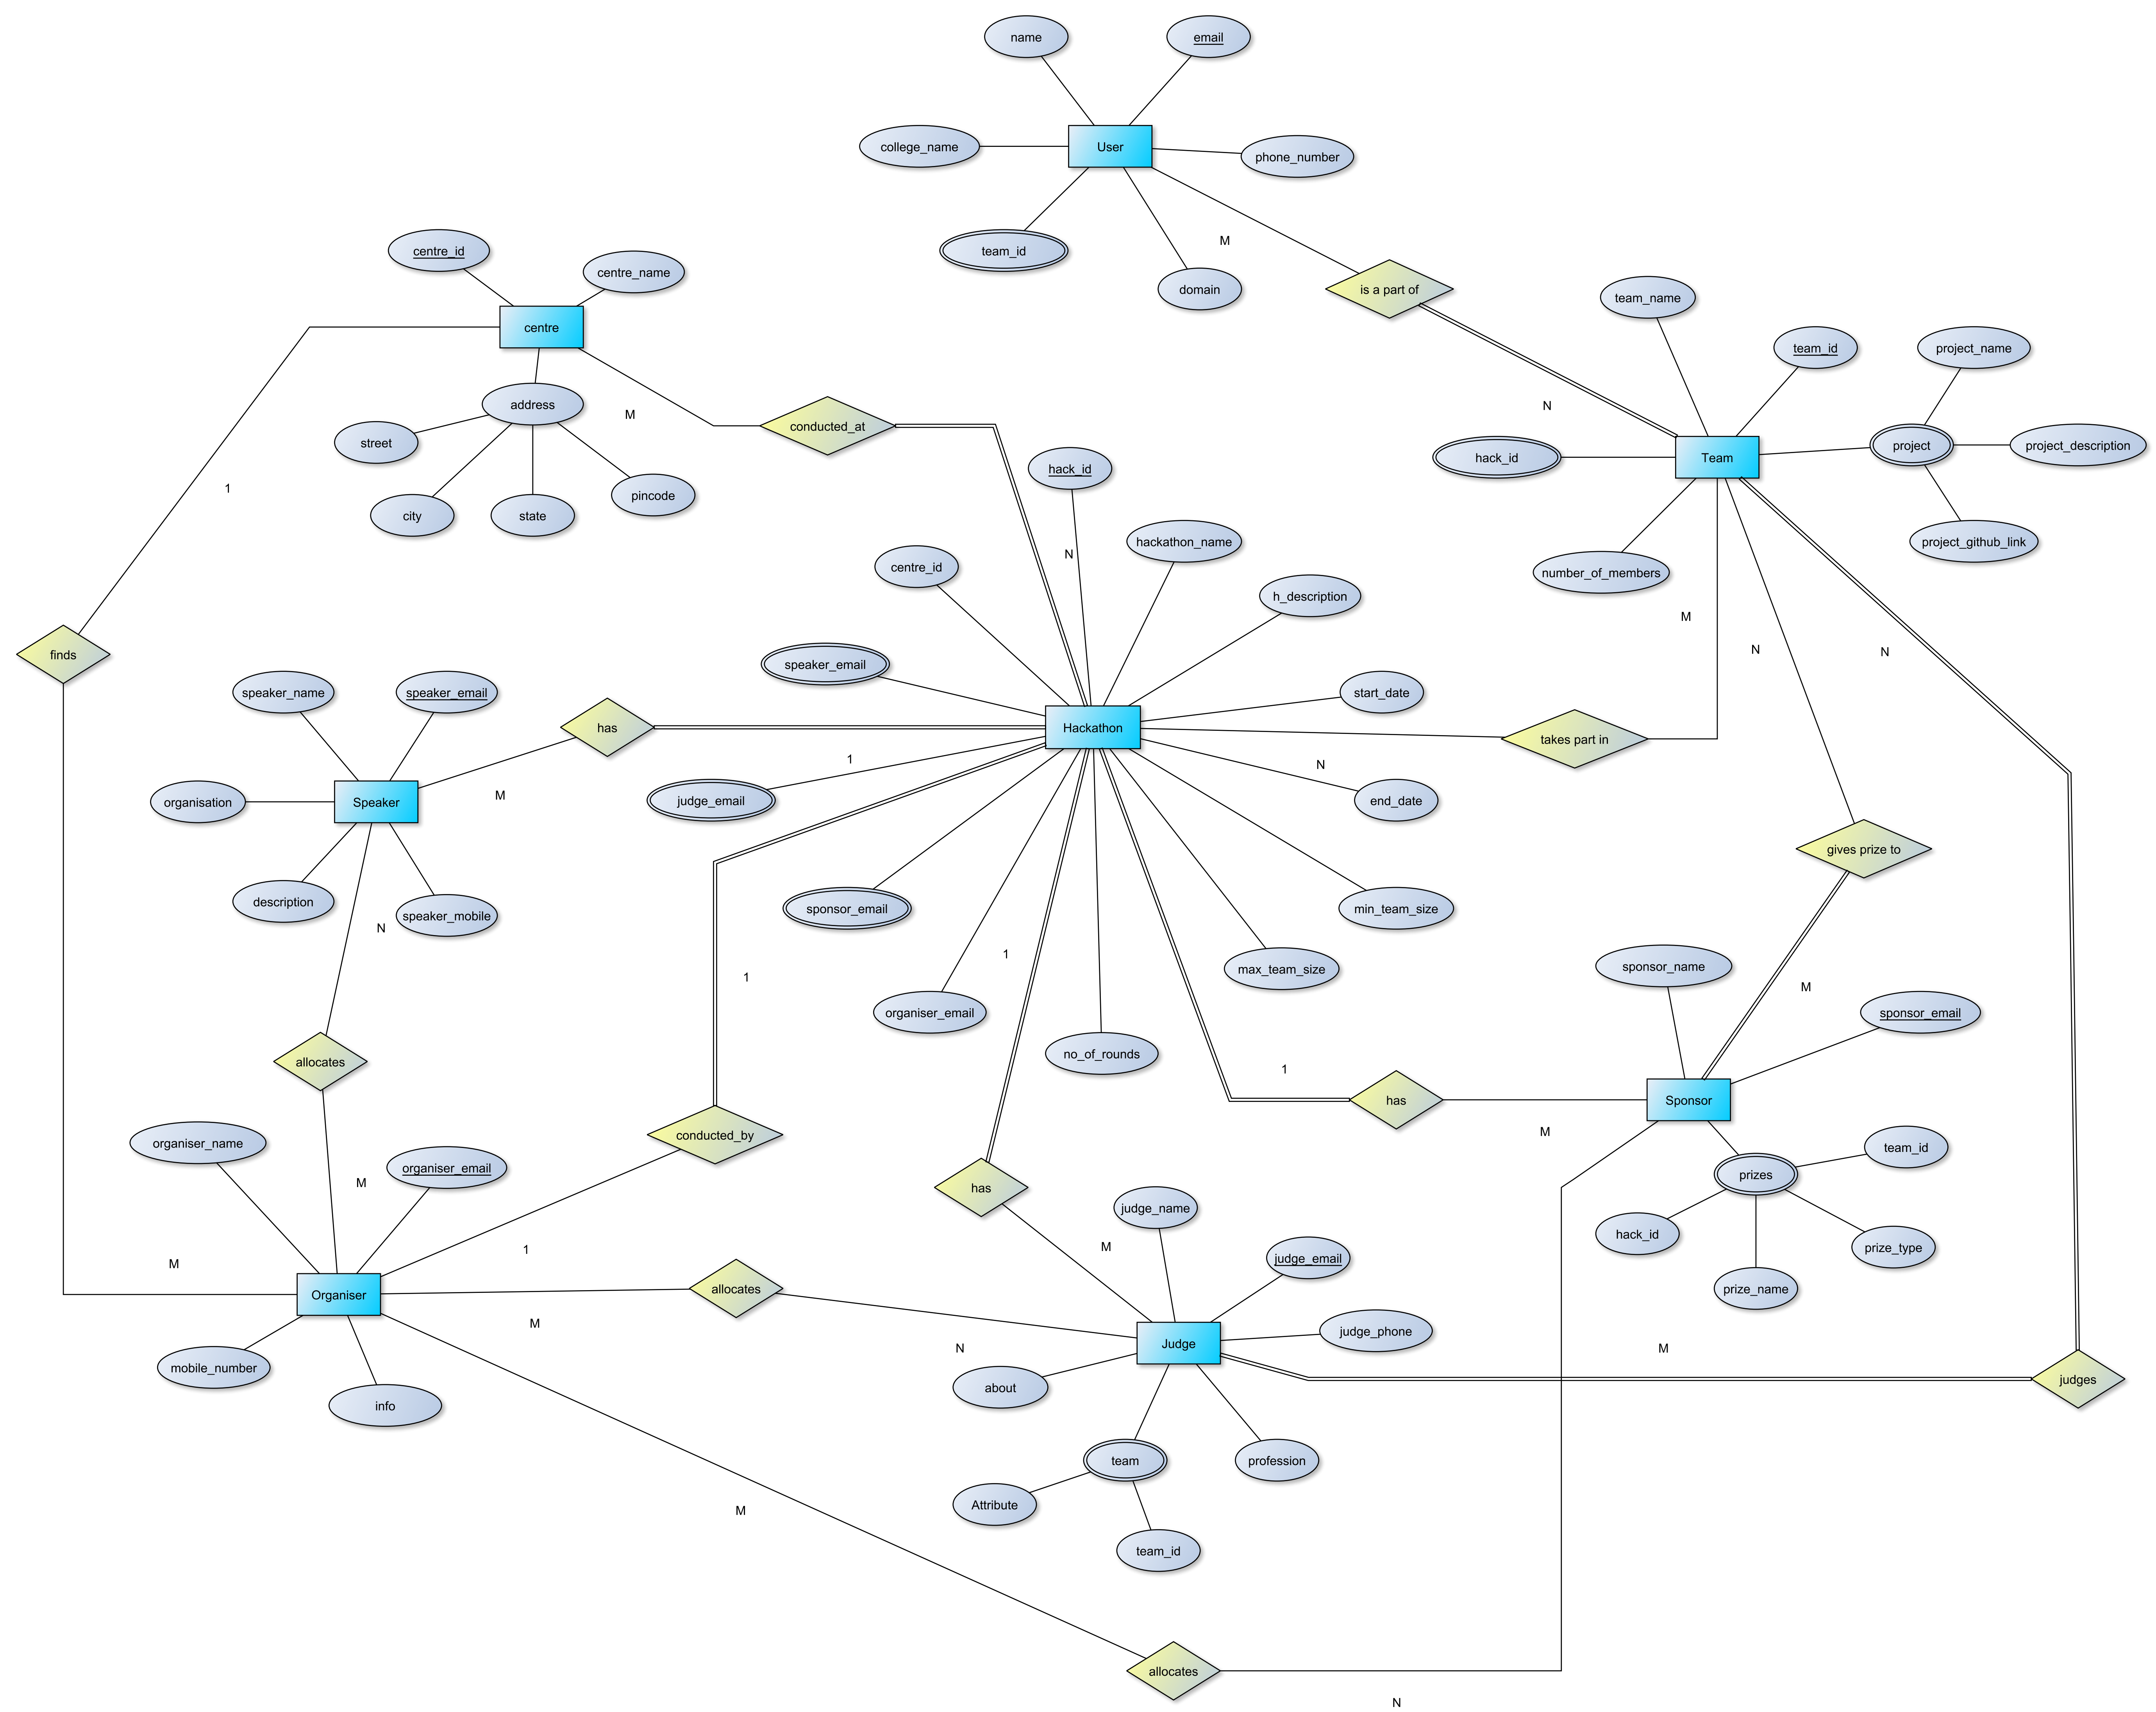 name
email
User
college_name
phone_number
team_id
domain
M
is a part of
centre_id
centre_name
centre
address
street
city
state
pincode
M
conducted_at
1
finds
team_name
team_id
project_name
N
Team
hack_id
project
project_description
project_github_link
number_of_members
M
N
N
hack_id
N
hackathon_name
centre_id
h_description
speaker_email
start_date
Hackathon
takes part in
1
N
judge_email
end_date
sponsor_email
min_team_size
max_team_size
organiser_email
1
no_of_rounds
1
speaker_name
speaker_email
has
organisation
Speaker
M
description
speaker_mobile
N
allocates
gives prize to
M
sponsor_name
sponsor_email
1
has
Sponsor
M
team_id
prizes
hack_id
prize_type
prize_name
conducted_by
organiser_name
organiser_email
M
M
1
Organiser
mobile_number
info
allocates
M
N
has
M
judge_name
judge_email
judge_phone
Judge
about
M
judges
team
profession
Attribute
team_id
M
allocates
N